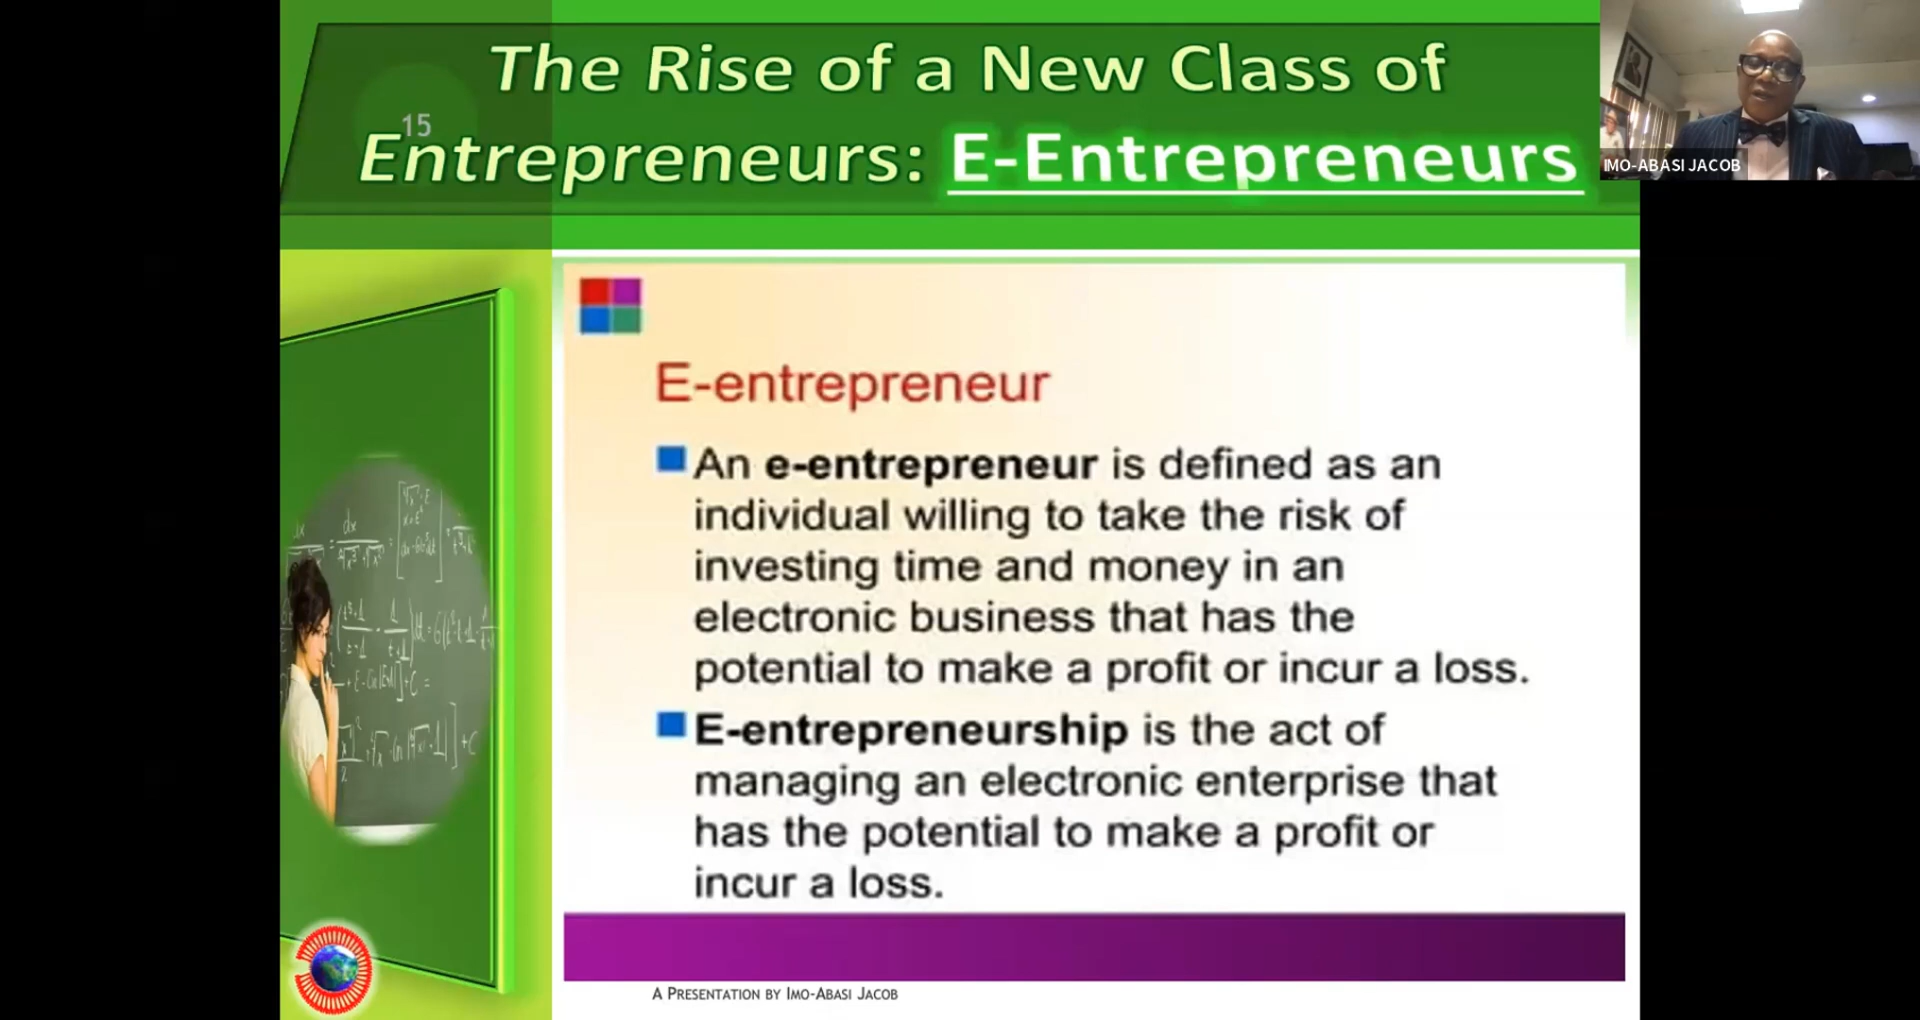 The Rise of a New Class of
15
Entrepreneurs: E-Entrepreneurs
IMO-ABASI JACOB
E-entrepreneur
An e-entrepreneur is defined as an
individual willing to take the risk of
investing time and money in an
electronic business that has the
potential to make a profit or incur a loss.
E-entrepreneurship is the act of
managing an electronic enterprise that
has the potential to make a profit or
incur a loss.
A PRESENTATION BY IMO-ABASI JACOB